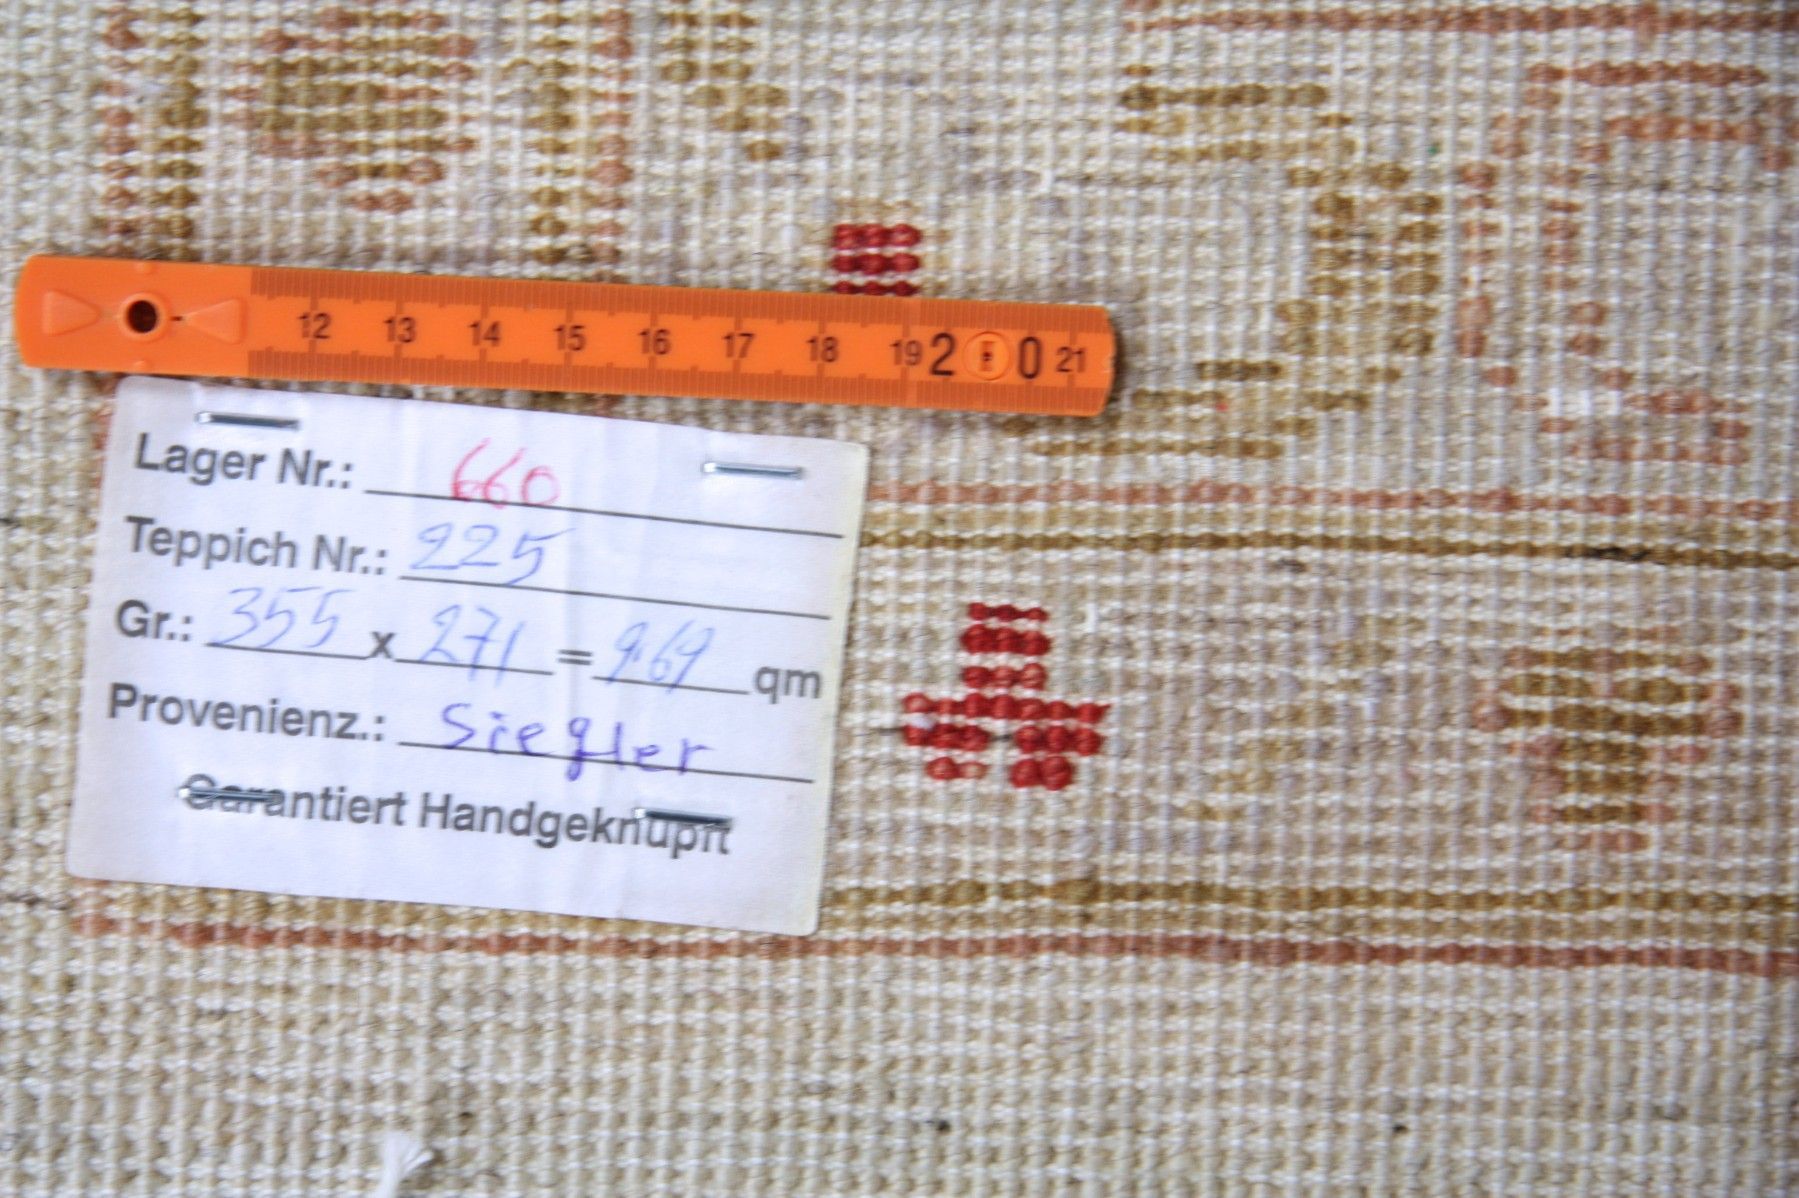 12 13 14 15 16 17 18 19 20 21
Lager Nr.: 660
Teppich Nr.: 225
Gr.: 355 x 271 = 9.69 qm
Provenienz.: Siegler
Garantiert Handgeknüpft